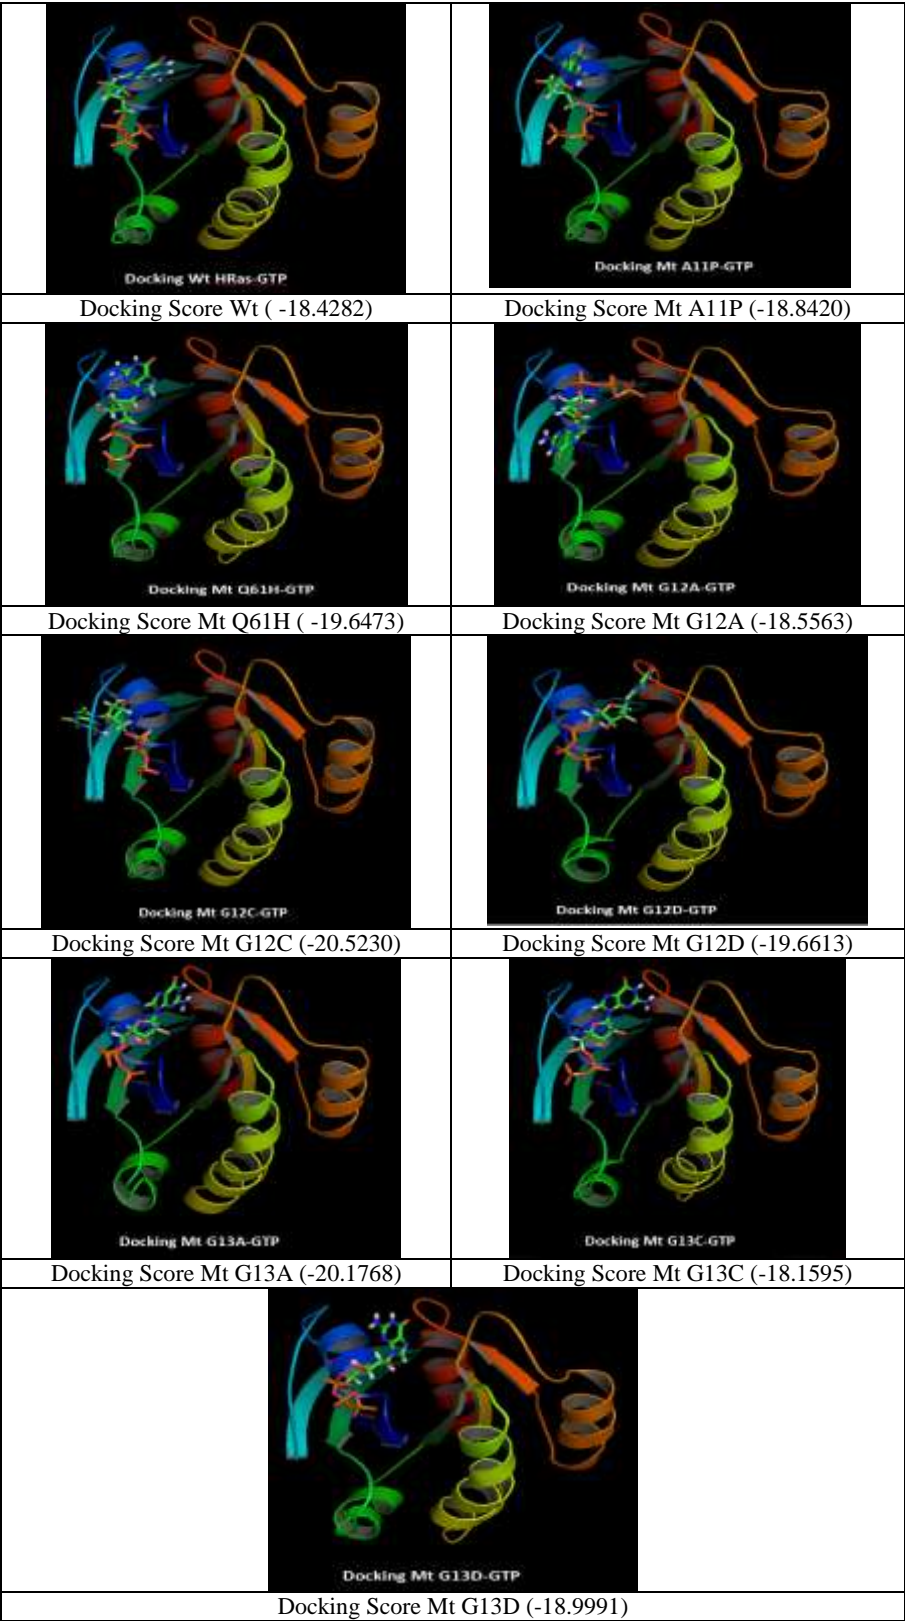 Docking Wt HRas-GTP
Docking Mt A11P-GTP
Docking Score Wt ( -18.4282)
Docking Score Mt A11P (-18.8420)
Docking Mt Q61H-GTP
Docking Mt G12A-GTP
Docking Score Mt Q61H ( -19.6473)
Docking Score Mt G12A (-18.5563)
Docking Mt G12C-GTP
Docking Mt G12D-GTP
Docking Score Mt G12C (-20.5230)
Docking Score Mt G12D (-19.6613)
Docking Mt G13A-GTP
Docking Mt G13C-GTP
Docking Score Mt G13A (-20.1768)
Docking Score Mt G13C (-18.1595)
Docking Mt G13D-GTP
Docking Score Mt G13D (-18.9991)